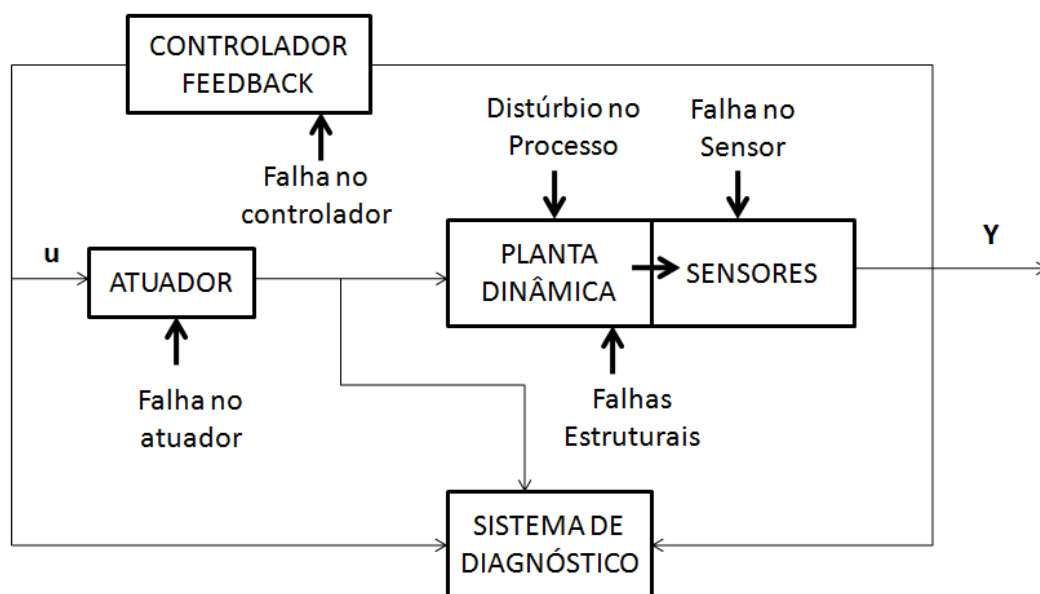 CONTROLADOR
FEEDBACK
Distúrbio no
Processo
Falha no
Sensor
Falha no
controlador
u
ATUADOR
PLANTA
DINÂMICA
SENSORES
Y
Falha no
atuador
Falhas
Estruturais
SISTEMA DE
DIAGNÓSTICO